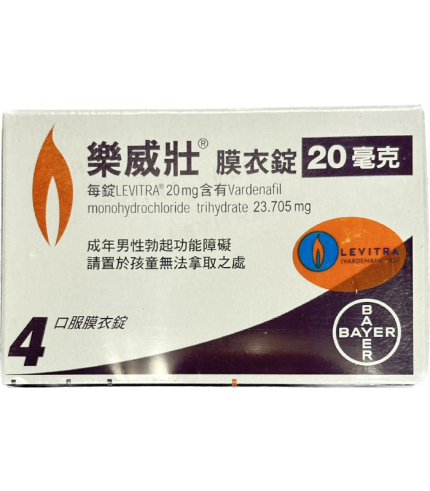 樂威壯® 膜衣錠 20毫克
每錠LEVITRA® 20mg含有Vardenafil
monohydrochloride trihydrate 23.705mg
成年男性勃起功能障礙
請置於孩童無法拿取之處
LEVITRA
BAYER
BAYER
4 口服膜衣錠